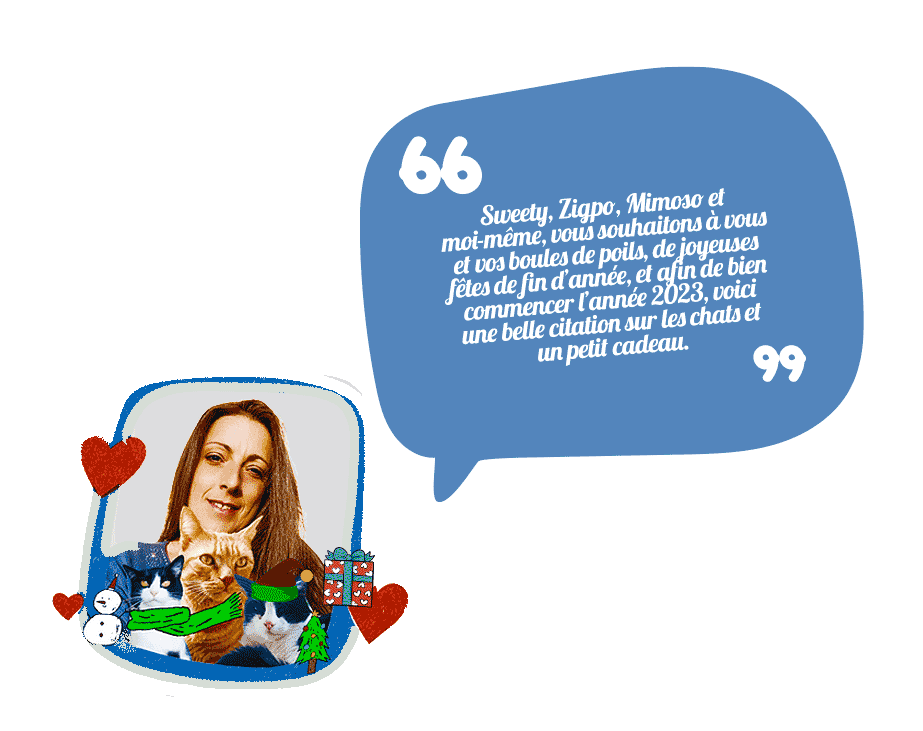 Sweety, Zigpo, Mimoso et
moi-même, vous souhaitons à vous
et vos boules de poils, de joyeuses
fêtes de fin d'année, et afin de bien
commencer l'année 2023, voici
une belle citation sur les chats et
un petit cadeau.